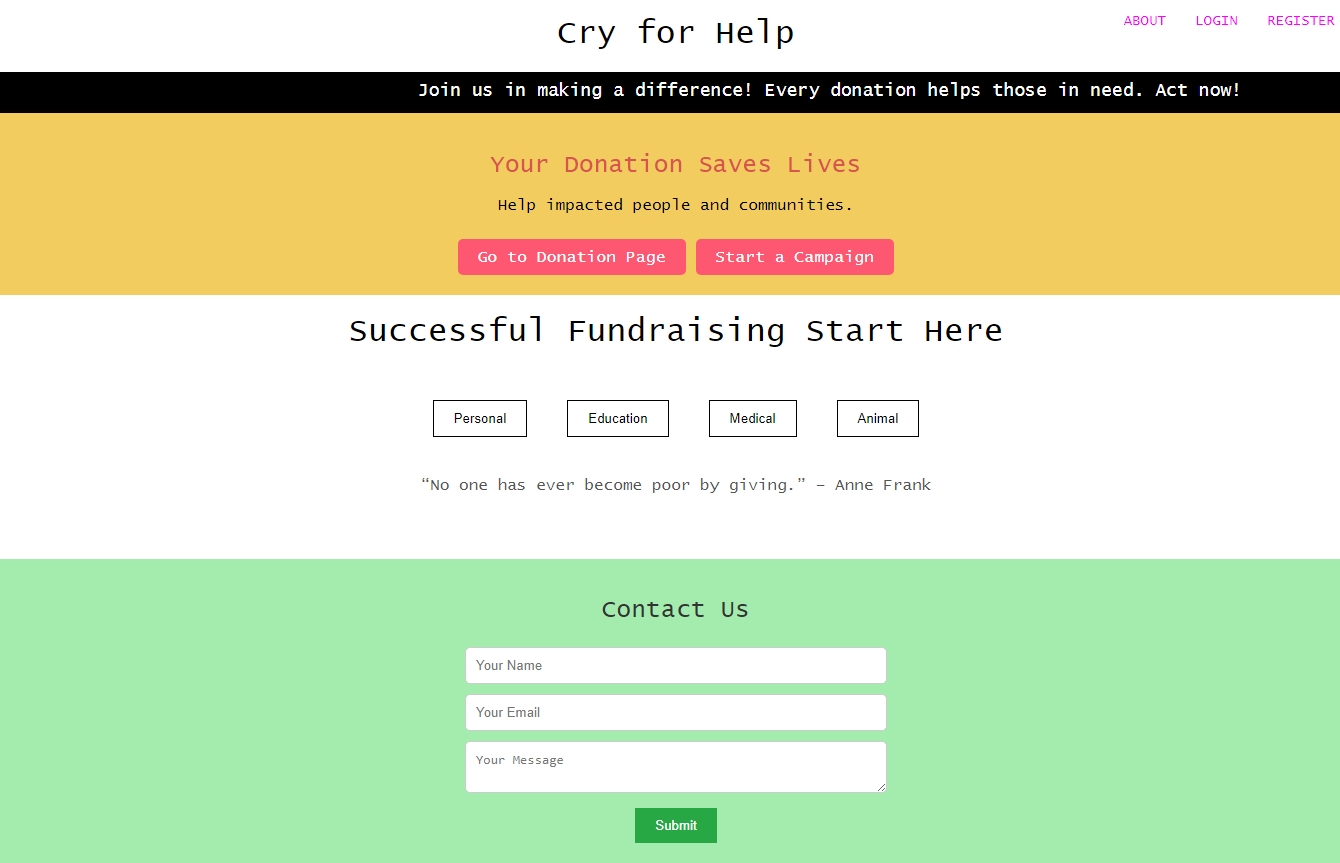 Cry for Help
ABOUT LOGIN REGISTER
Join us in making a difference! Every donation helps those in need. Act now!
Your Donation Saves Lives
Help impacted people and communities.
Go to Donation Page Start a Campaign
Successful Fundraising Start Here
Personal Education Medical Animal
“No one has ever become poor by giving.” – Anne Frank
Contact Us
Your Name
Your Email
Your Message
Submit